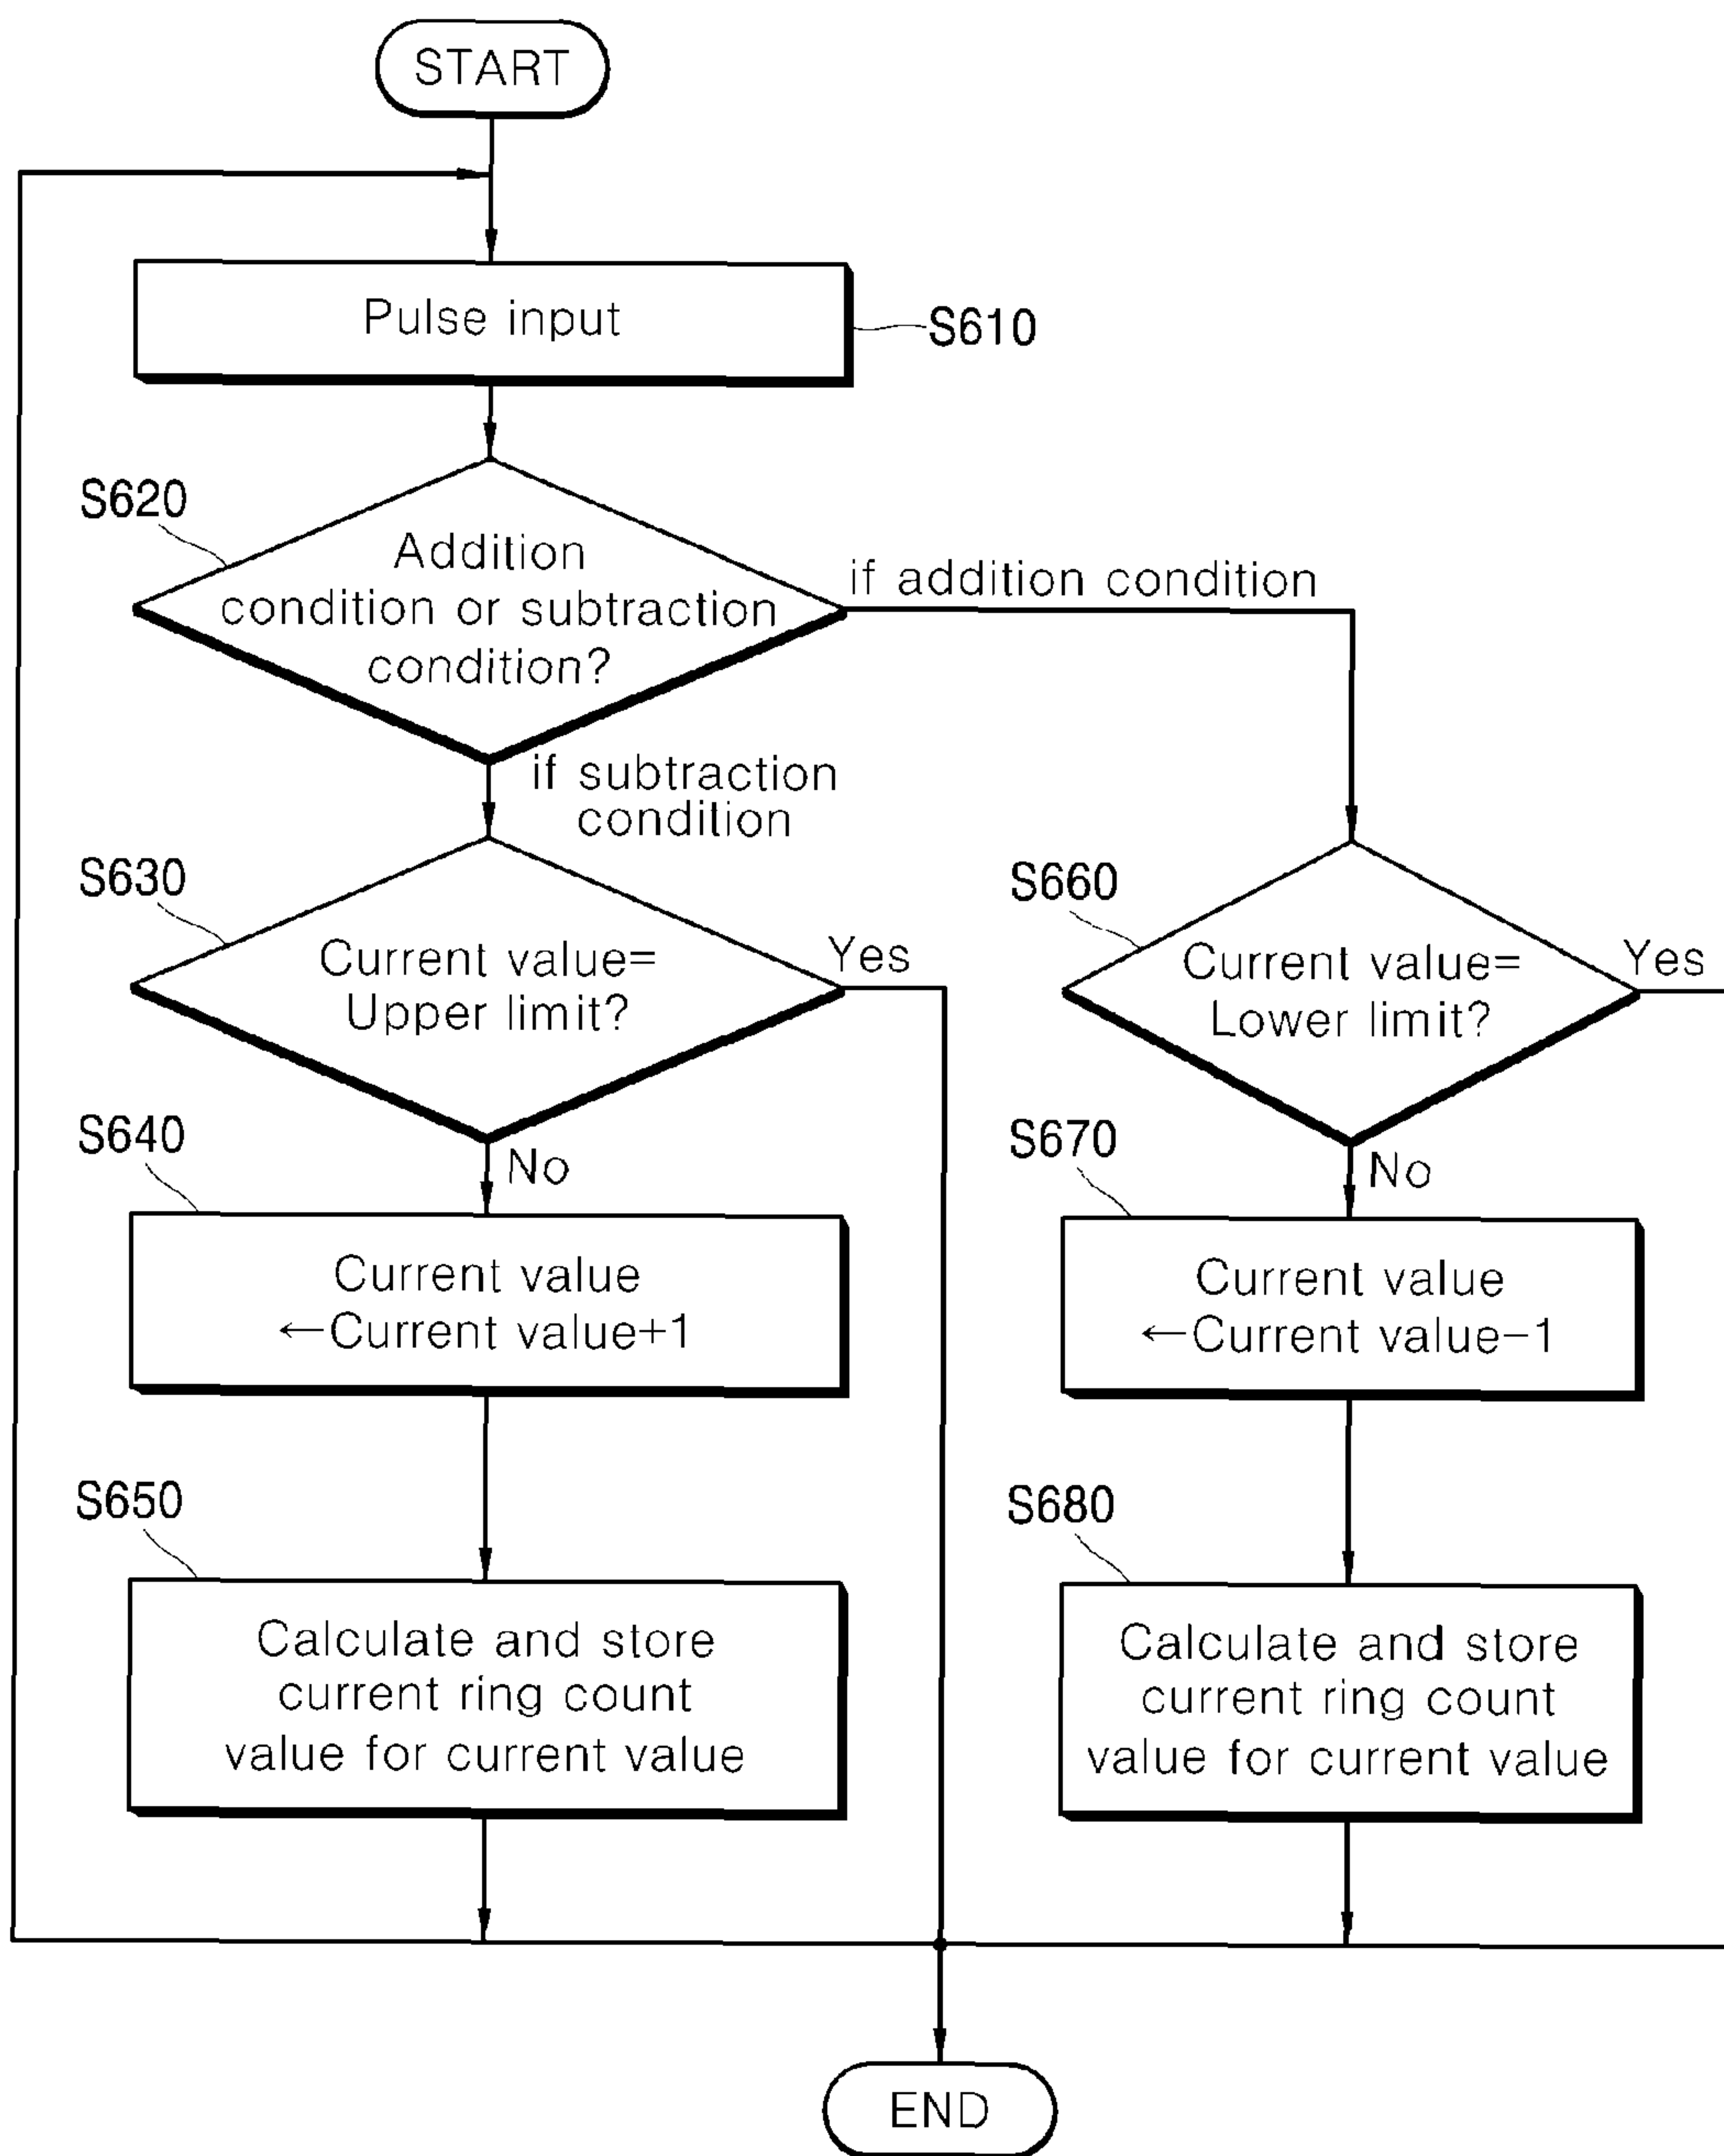 START
Pulse input
S610
S620
Addition
condition or subtraction
condition?
if addition condition
if subtraction
condition
S630
Current value=
Upper limit?
Yes
S660
Current value=
Lower limit?
Yes
S640
No
Current value
←Current value+1
S670
No
Current value
←Current value−1
S650
Calculate and store
current ring count
value for current value
S680
Calculate and store
current ring count
value for current value
END